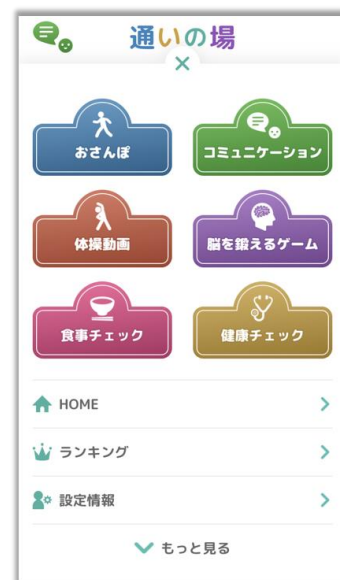 通いの場
おさんぽ
コミュニケーション
体操動画
脳を鍛えるゲーム
食事チェック
健康チェック
HOME
ランキング
設定情報
もっと見る